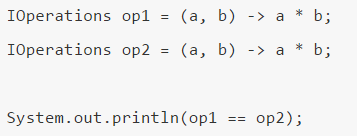 IOperations op1 = (a, b) -> a * b;
IOperations op2 = (a, b) -> a * b;
System.out.println(op1 == op2);